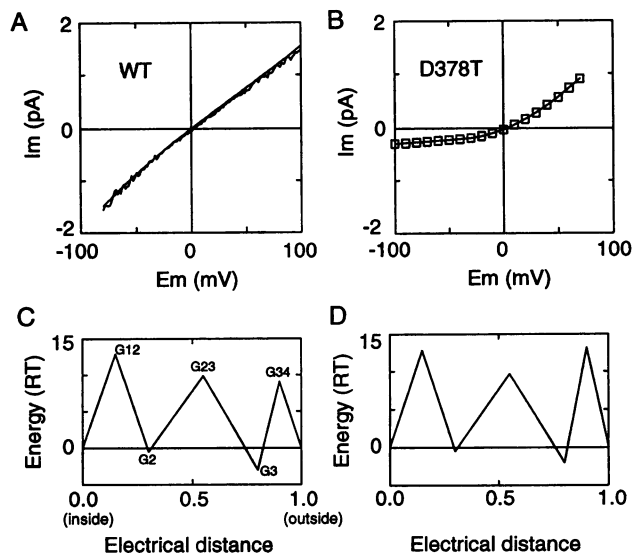 A
B
2
WT
Im (pA)
0
-2
-100
0
100
Em (mV)
2
D378T
Im (pA)
0
-2
-100
0
100
Em (mV)
C
D
15
G12
G23
G34
Energy (RT)
0
G2
G3
0.0
0.5
1.0
(inside)
(outside)
Electrical distance
15
Energy (RT)
0
0.0
0.5
1.0
Electrical distance